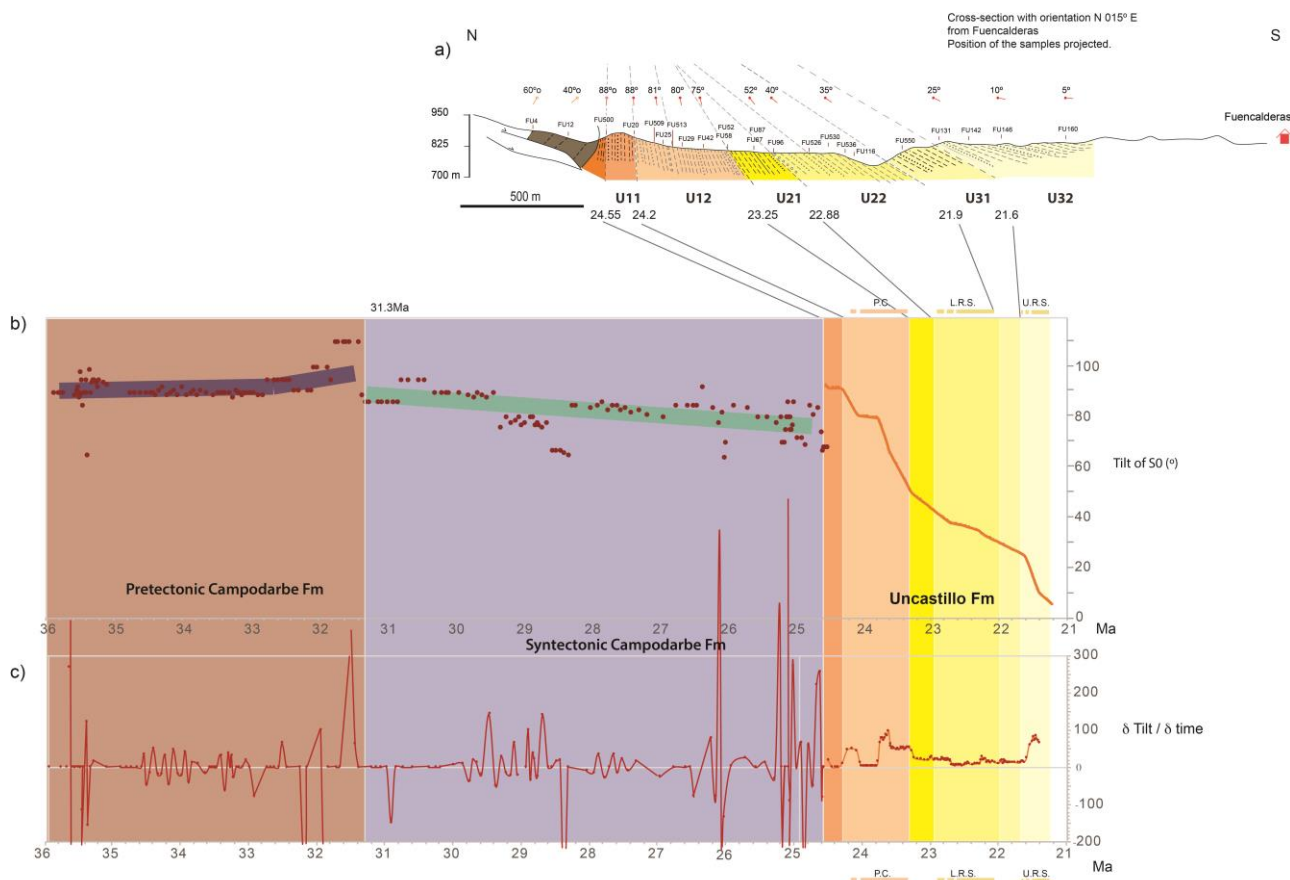 Cross-section with orientation N 015º E
from Fuencalderas
Position of the samples projected.
N
S
a)
60ºo 40ºo 88ºo 88º 81º 80º 75º 52º 40º 35º 25º 10º 5º
950
825
700 m
FU4 FU12 FU500 FU20 FU509 FU25 FU513 FU29 FU42 FU52 FU58 FU87 FU67 FU96 FU526 FU530 FU536 FU116 FU550 FU131 FU142 FU146 FU160
Fuencalderas
500 m
U11 U12 U21 U22 U31 U32
24.55 24.2 23.25 22.88 21.9 21.6
31.3Ma
P.C. L.R.S. U.R.S.
b)
100
80
60
40
20
0
Tilt of S0 (º)
Pretectonic Campodarbe Fm
Uncastillo Fm
36 35 34 33 32 31 30 29 28 27 26 25 24 23 22 21 Ma
Syntectonic Campodarbe Fm
c)
300
200
100
0
-100
-200
δ Tilt / δ time
36 35 34 33 32 31 30 29 28 27 26 25 24 23 22 21
Ma
P.C. L.R.S. U.R.S.